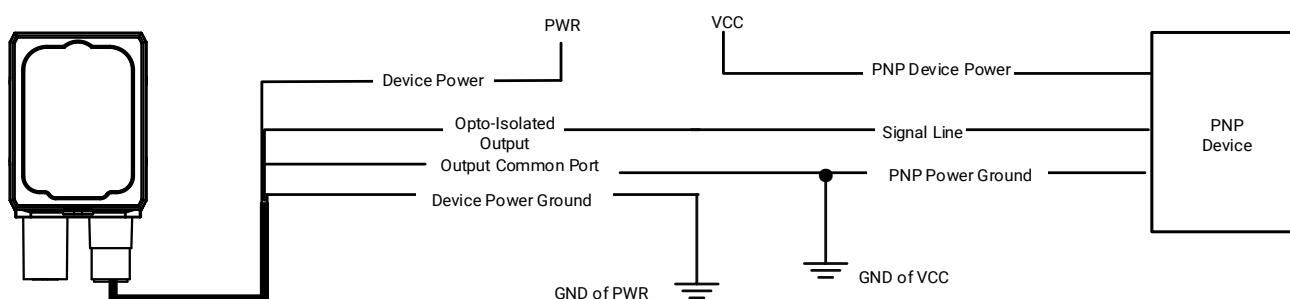 PWR
VCC
Device Power
PNP Device Power
Opto-Isolated
Output
Signal Line
PNP
Device
Output Common Port
PNP Power Ground
Device Power Ground
GND of VCC
GND of PWR